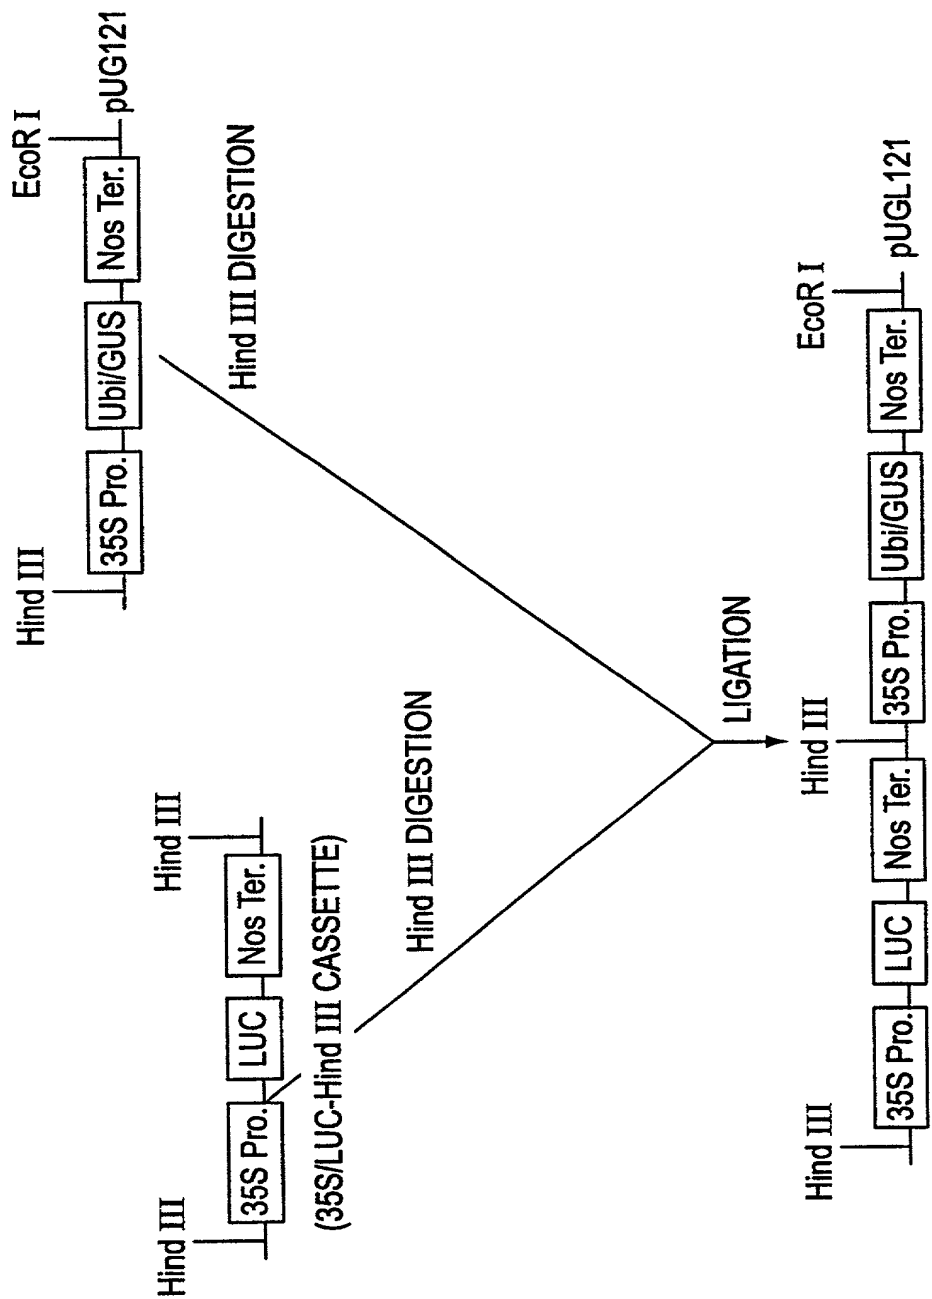 Hind III
35S Pro.
LUC
Nos Ter.
Hind III
(35S/LUC-Hind III CASSETTE)
Hind III DIGESTION
Hind III
35S Pro.
Ubi/GUS
Nos Ter.
EcoR I
pUG121
Hind III DIGESTION
LIGATION
Hind III
35S Pro.
LUC
Nos Ter.
Hind III
35S Pro.
Ubi/GUS
Nos Ter.
EcoR I
pUGL121